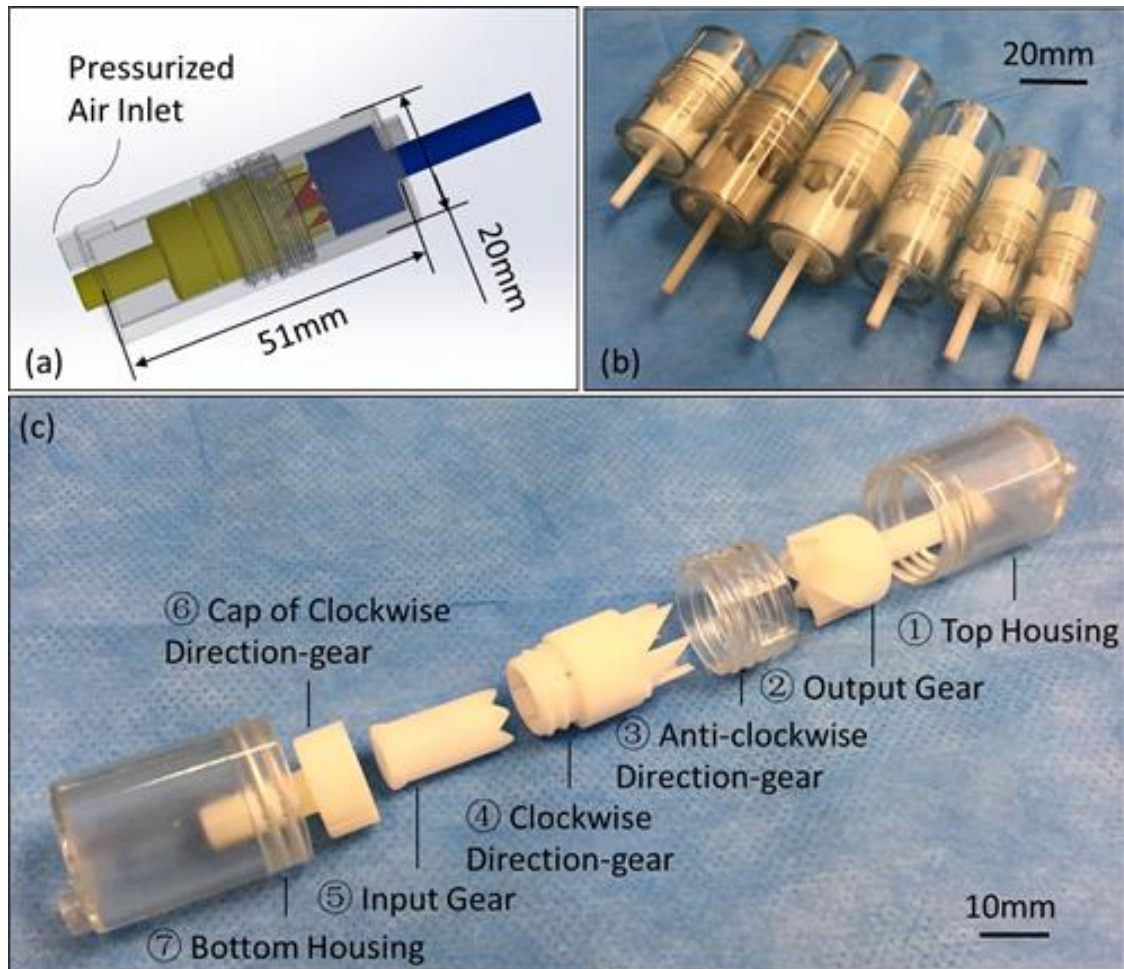 Pressurized
Air Inlet
20mm
51mm
(a)
20mm
(b)
(c)
⑥ Cap of Clockwise
Direction-gear
① Top Housing
② Output Gear
③ Anti-clockwise
Direction-gear
④ Clockwise
Direction-gear
⑤ Input Gear
⑦ Bottom Housing
10mm